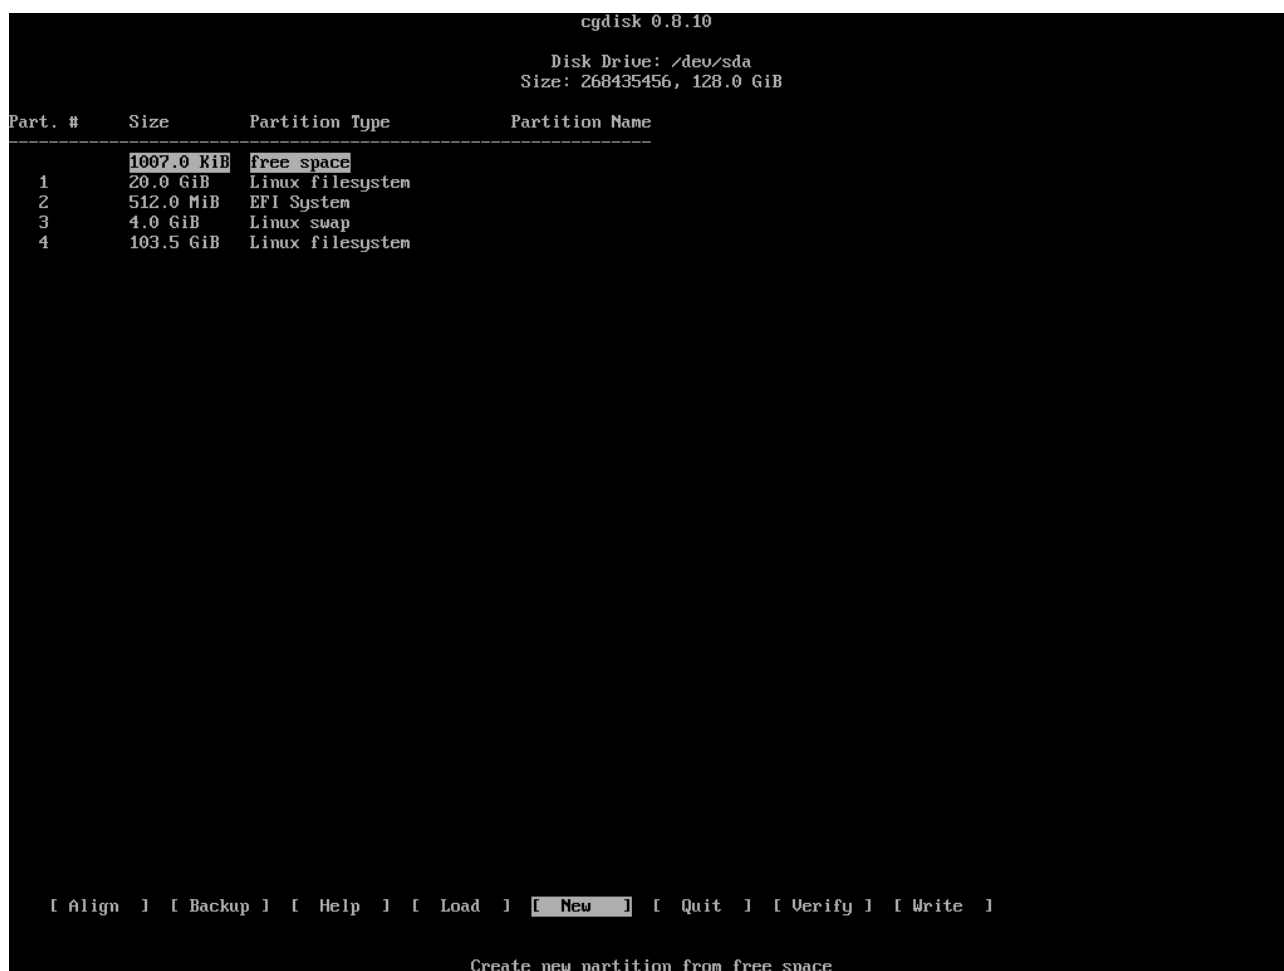 cgdisk 0.8.10
Disk Drive: /dev/sda
Size: 268435456, 128.0 GiB
Part. # Size Partition Type Partition Name
----------------------------------------------------------------
1007.0 KiB free space
1 20.0 GiB Linux filesystem
2 512.0 MiB EFI System
3 4.0 GiB Linux swap
4 103.5 GiB Linux filesystem
[ Align ] [ Backup ] [ Help ] [ Load ] [ New ] [ Quit ] [ Verify ] [ Write ]
Create new partition from free space